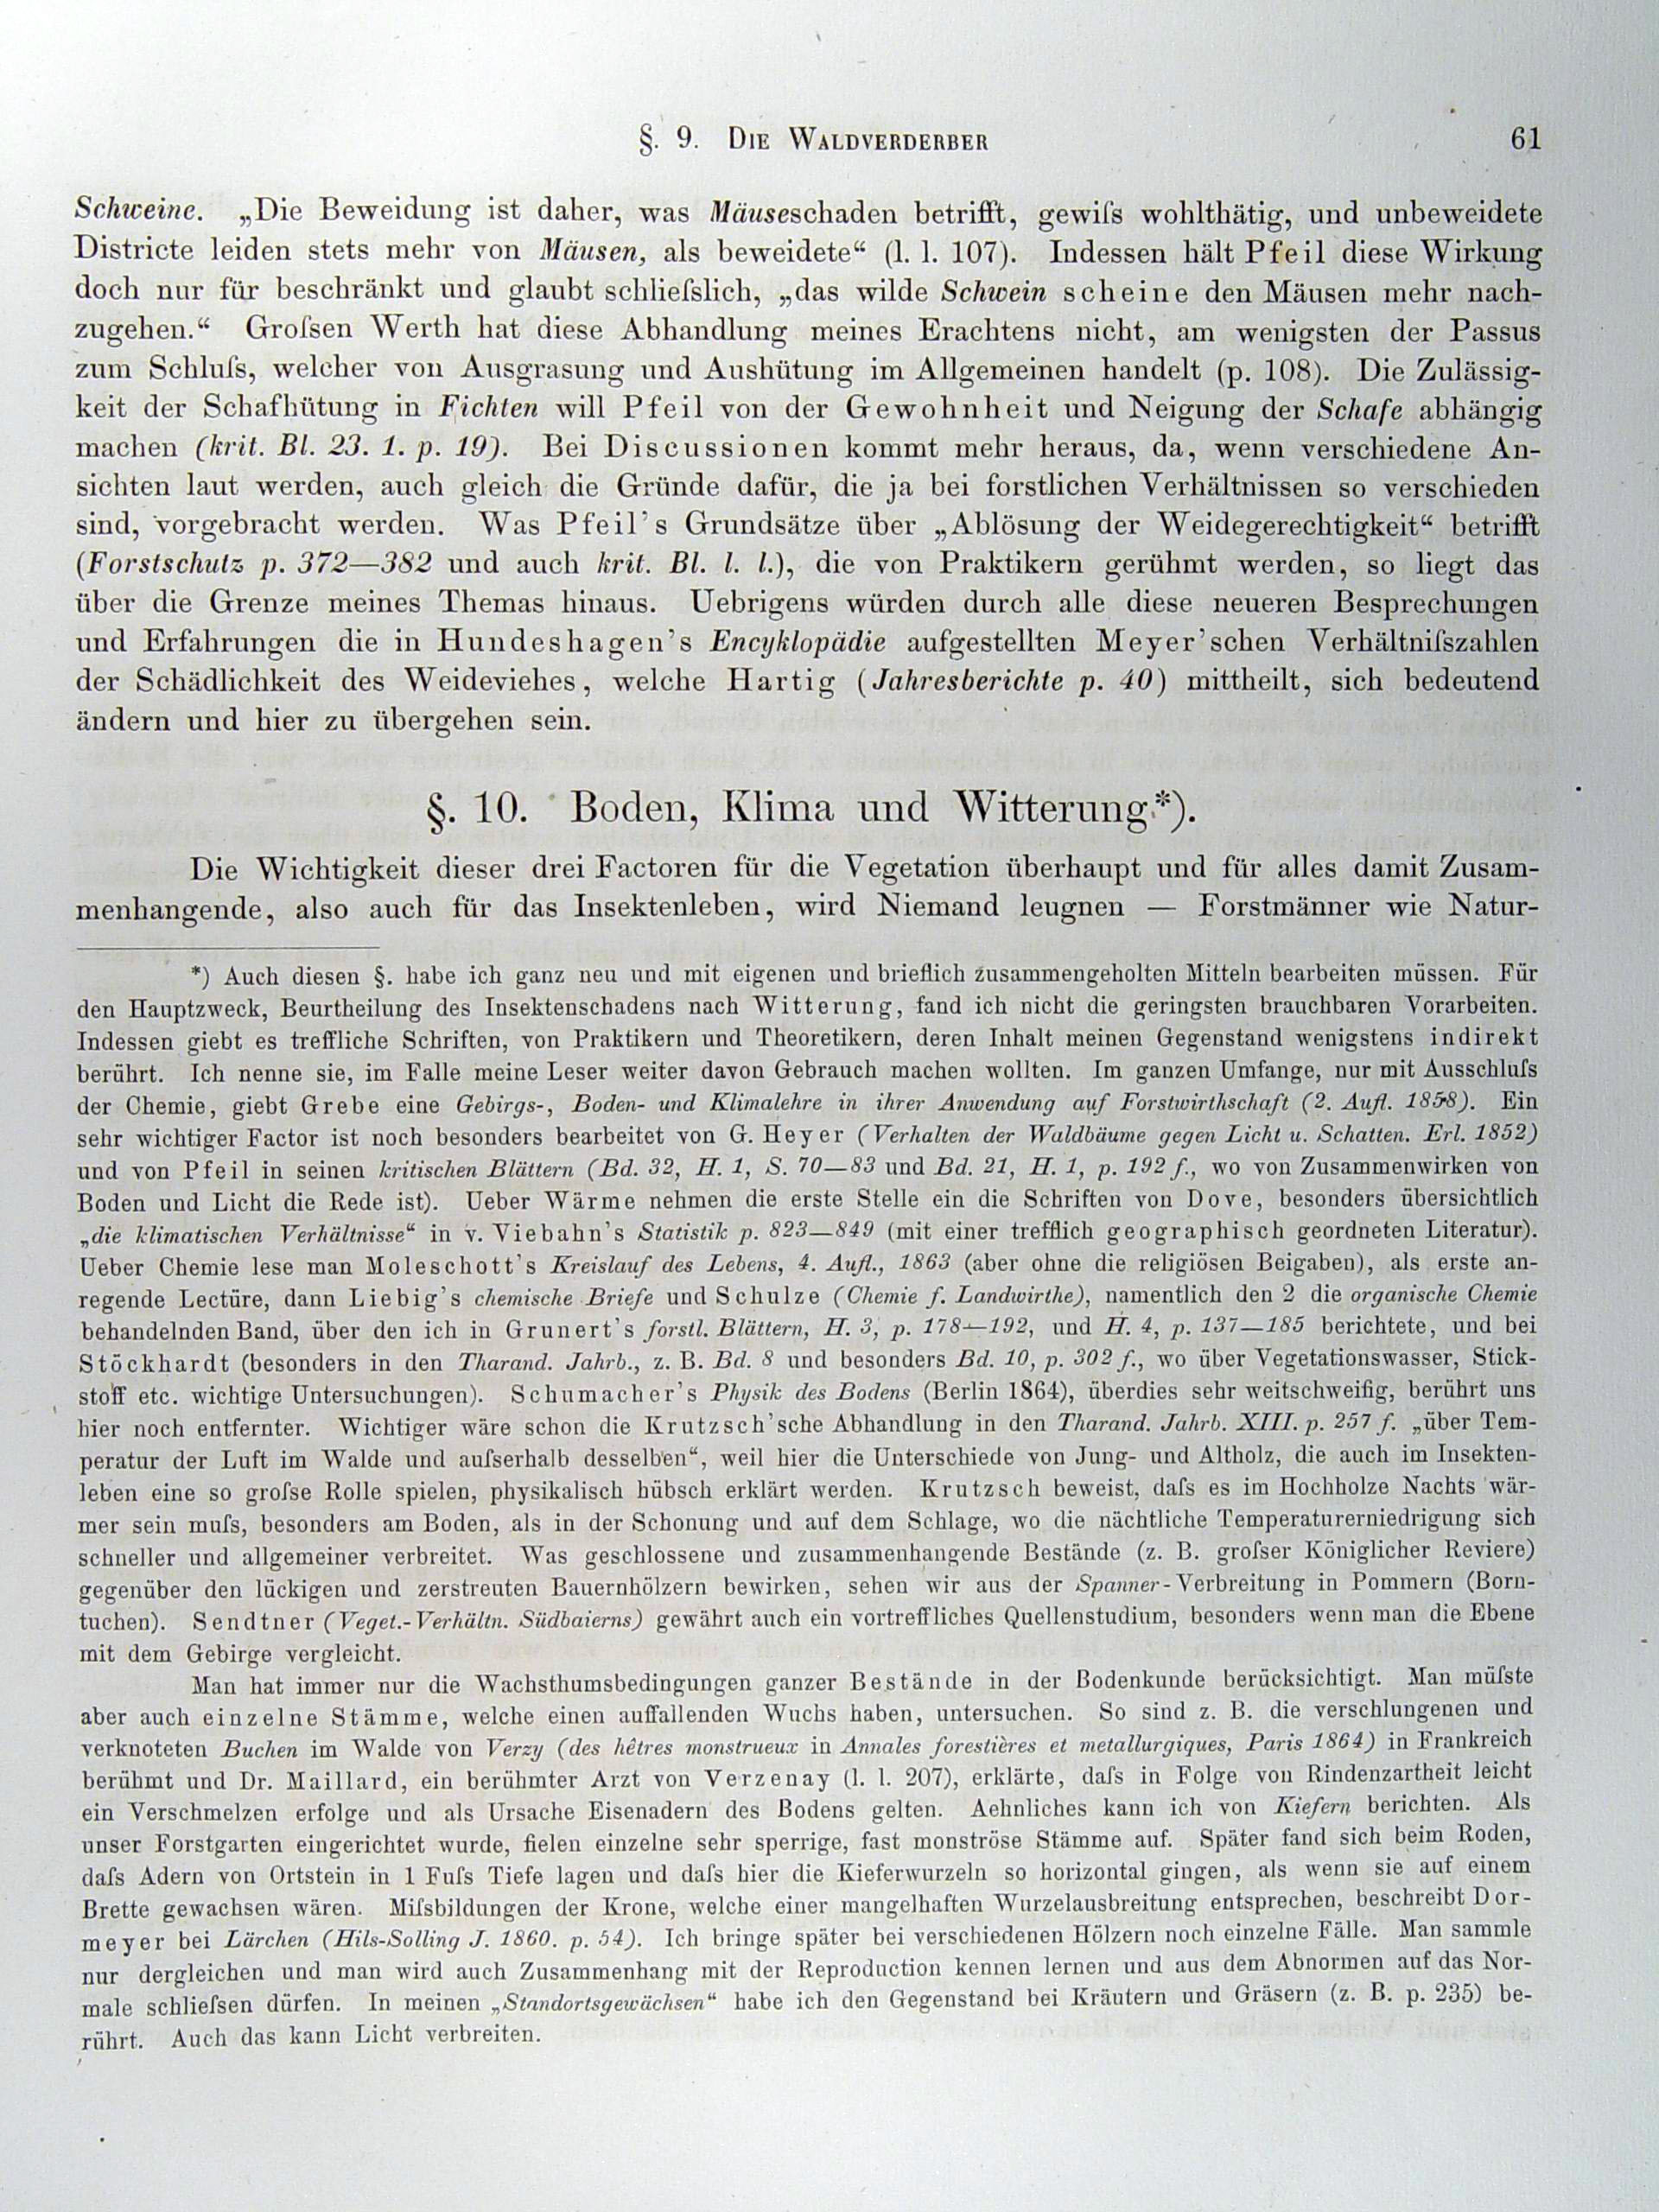 §. 9. Die Waldverderber 61
Schweine. „Die Beweidung ist daher, was Mäuseschaden betrifft, gewiſs wohlthätig, und unbeweidete
Districte leiden stets mehr von Mäusen, als beweidete“ (l. l. 107). Indessen hält Pfeil diese Wirkung
doch nur für beschränkt und glaubt schlieſslich, „das wilde Schwein scheine den Mäusen mehr nach-
zugehen.“ Groſsen Werth hat diese Abhandlung meines Erachtens nicht, am wenigsten der Passus
zum Schluſs, welcher von Ausgrasung und Aushütung im Allgemeinen handelt (p. 108). Die Zulässig-
keit der Schafhütung in Fichten will Pfeil von der Gewohnheit und Neigung der Schafe abhängig
machen (krit. Bl. 23. 1. p. 19). Bei Discussionen kommt mehr heraus, da, wenn verschiedene An-
sichten laut werden, auch gleich die Gründe dafür, die ja bei forstlichen Verhältnissen so verschieden
sind, vorgebracht werden. Was Pfeil's Grundsätze über „Ablösung der Weidegerechtigkeit“ betrifft
(Forstschutz p. 372—382 und auch krit. Bl. l. l.), die von Praktikern gerühmt werden, so liegt das
über die Grenze meines Themas hinaus. Uebrigens würden durch alle diese neueren Besprechungen
und Erfahrungen die in Hundeshagen's Encyklopädie aufgestellten Meyer'schen Verhältniſszahlen
der Schädlichkeit des Weideviehes, welche Hartig (Jahresberichte p. 40) mittheilt, sich bedeutend
ändern und hier zu übergehen sein.
§. 10. Boden, Klima und Witterung*).
Die Wichtigkeit dieser drei Factoren für die Vegetation überhaupt und für alles damit Zusam-
menhangende, also auch für das Insektenleben, wird Niemand leugnen — Forstmänner wie Natur-
*) Auch diesen §. habe ich ganz neu und mit eigenen und brieflich zusammengeholten Mitteln bearbeiten müssen. Für
den Hauptzweck, Beurtheilung des Insektenschadens nach Witterung, fand ich nicht die geringsten brauchbaren Vorarbeiten.
Indessen giebt es treffliche Schriften, von Praktikern und Theoretikern, deren Inhalt meinen Gegenstand wenigstens indirekt
berührt. Ich nenne sie, im Falle meine Leser weiter davon Gebrauch machen wollten. Im ganzen Umfange, nur mit Ausschluſs
der Chemie, giebt Grebe eine Gebirgs-, Boden- und Klimalehre in ihrer Anwendung auf Forstwirthschaft (2. Aufl. 1858). Ein
sehr wichtiger Factor ist noch besonders bearbeitet von G. Heyer (Verhalten der Waldbäume gegen Licht u. Schatten. Erl. 1852)
und von Pfeil in seinen kritischen Blättern (Bd. 32, H. 1, S. 70—83 und Bd. 21, H. 1, p. 192 f., wo von Zusammenwirken von
Boden und Licht die Rede ist). Ueber Wärme nehmen die erste Stelle ein die Schriften von Dove, besonders übersichtlich
„die klimatischen Verhältnisse“ in v. Viebahn's Statistik p. 823—849 (mit einer trefflich geographisch geordneten Literatur).
Ueber Chemie lese man Moleschott's Kreislauf des Lebens, 4. Aufl., 1863 (aber ohne die religiösen Beigaben), als erste an-
regende Lectüre, dann Liebig's chemische Briefe und Schulze (Chemie f. Landwirthe), namentlich den 2 die organische Chemie
behandelnden Band, über den ich in Grunert's forstl. Blättern, H. 3, p. 178—192, und H. 4, p. 137—185 berichtete, und bei
Stöckhardt (besonders in den Tharand. Jahrb., z. B. Bd. 8 und besonders Bd. 10, p. 302 f., wo über Vegetationswasser, Stick-
stoff etc. wichtige Untersuchungen). Schumacher's Physik des Bodens (Berlin 1864), überdies sehr weitschweifig, berührt uns
hier noch entfernter. Wichtiger wäre schon die Krutzsch'sche Abhandlung in den Tharand. Jahrb. XIII. p. 257 f. „über Tem-
peratur der Luft im Walde und auſserhalb desselben“, weil hier die Unterschiede von Jung- und Altholz, die auch im Insekten-
leben eine so groſse Rolle spielen, physikalisch hübsch erklärt werden. Krutzsch beweist, daſs es im Hochholze Nachts wär-
mer sein muſs, besonders am Boden, als in der Schonung und auf dem Schlage, wo die nächtliche Temperaturerniedrigung sich
schneller und allgemeiner verbreitet. Was geschlossene und zusammenhangende Bestände (z. B. groſser Königlicher Reviere)
gegenüber den lückigen und zerstreuten Bauernhölzern bewirken, sehen wir aus der Spanner-Verbreitung in Pommern (Born-
tuchen). Sendtner (Veget.-Verhältn. Südbaierns) gewährt auch ein vortreffliches Quellenstudium, besonders wenn man die Ebene
mit dem Gebirge vergleicht.
Man hat immer nur die Wachsthumsbedingungen ganzer Bestände in der Bodenkunde berücksichtigt. Man müſste
aber auch einzelne Stämme, welche einen auffallenden Wuchs haben, untersuchen. So sind z. B. die verschlungenen und
verknoteten Buchen im Walde von Verzy (des hêtres monstrueux in Annales forestières et metallurgiques, Paris 1864) in Frankreich
berühmt und Dr. Maillard, ein berühmter Arzt von Verzenay (l. l. 207), erklärte, daſs in Folge von Rindenzartheit leicht
ein Verschmelzen erfolge und als Ursache Eisenadern des Bodens gelten. Aehnliches kann ich von Kiefern berichten. Als
unser Forstgarten eingerichtet wurde, fielen einzelne sehr sperrige, fast monströse Stämme auf. Später fand sich beim Roden,
daſs Adern von Ortstein in 1 Fuſs Tiefe lagen und daſs hier die Kieferwurzeln so horizontal gingen, als wenn sie auf einem
Brette gewachsen wären. Miſsbildungen der Krone, welche einer mangelhaften Wurzelausbreitung entsprechen, beschreibt Dor-
meyer bei Lärchen (Hils-Solling J. 1860. p. 54). Ich bringe später bei verschiedenen Hölzern noch einzelne Fälle. Man sammle
nur dergleichen und man wird auch Zusammenhang mit der Reproduction kennen lernen und aus dem Abnormen auf das Nor-
male schlieſsen dürfen. In meinen „Standortsgewächsen“ habe ich den Gegenstand bei Kräutern und Gräsern (z. B. p. 235) be-
rührt. Auch das kann Licht verbreiten.